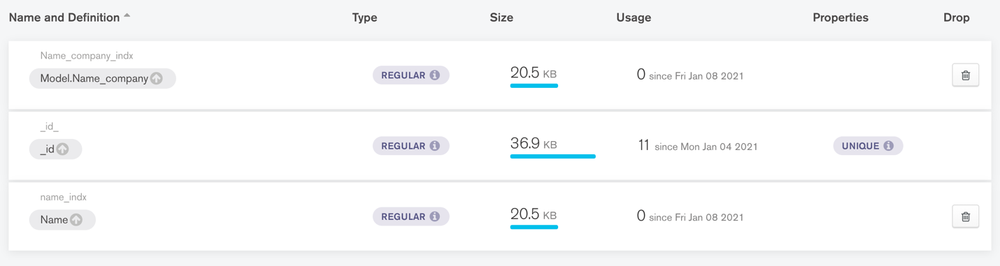 Name and Definition Type Size Usage Properties Drop
Name_company_indx
Model.Name_company REGULAR 20.5 KB 0 since Fri Jan 08 2021
_id_
_id REGULAR 36.9 KB 11 since Mon Jan 04 2021 UNIQUE
name_indx
Name REGULAR 20.5 KB 0 since Fri Jan 08 2021